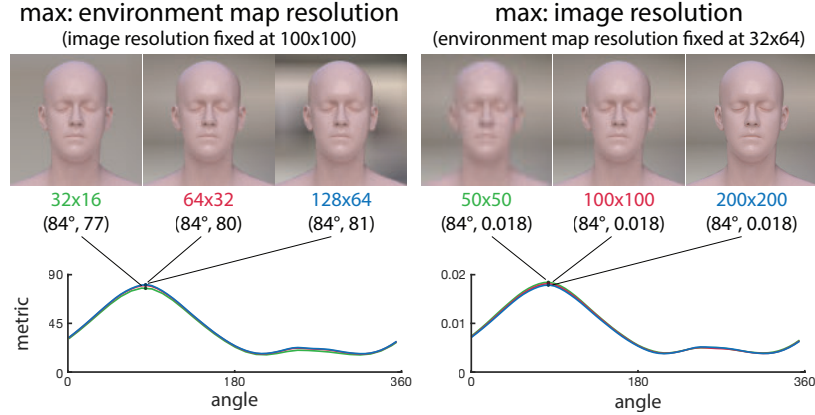 max: environment map resolution
(image resolution fixed at 100x100)
32x16
64x32
128x64
(84°, 77)
(84°, 80)
(84°, 81)
90
45
0
metric
0
180
360
angle
max: image resolution
(environment map resolution fixed at 32x64)
50x50
100x100
200x200
(84°, 0.018)
(84°, 0.018)
(84°, 0.018)
0.02
0.01
0
0
180
360
angle